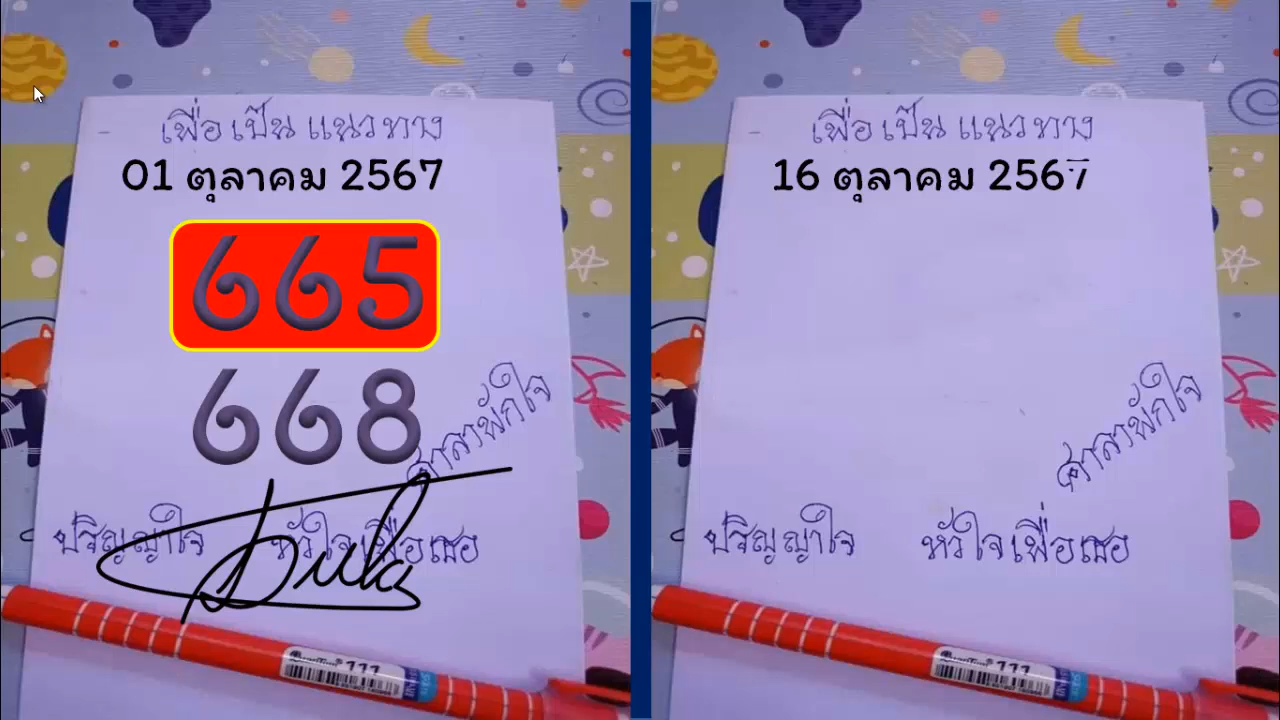 เพื่อเป็นแนวทาง
01 ตุลาคม 2567
665
668
ศาลาพักใจ
ปริญญาใจ
หัวใจเพื่อเธอ
111
เพื่อเป็นแนวทาง
16 ตุลาคม 2567
ศาลาพักใจ
ปริญญาใจ
หัวใจเพื่อเธอ
111